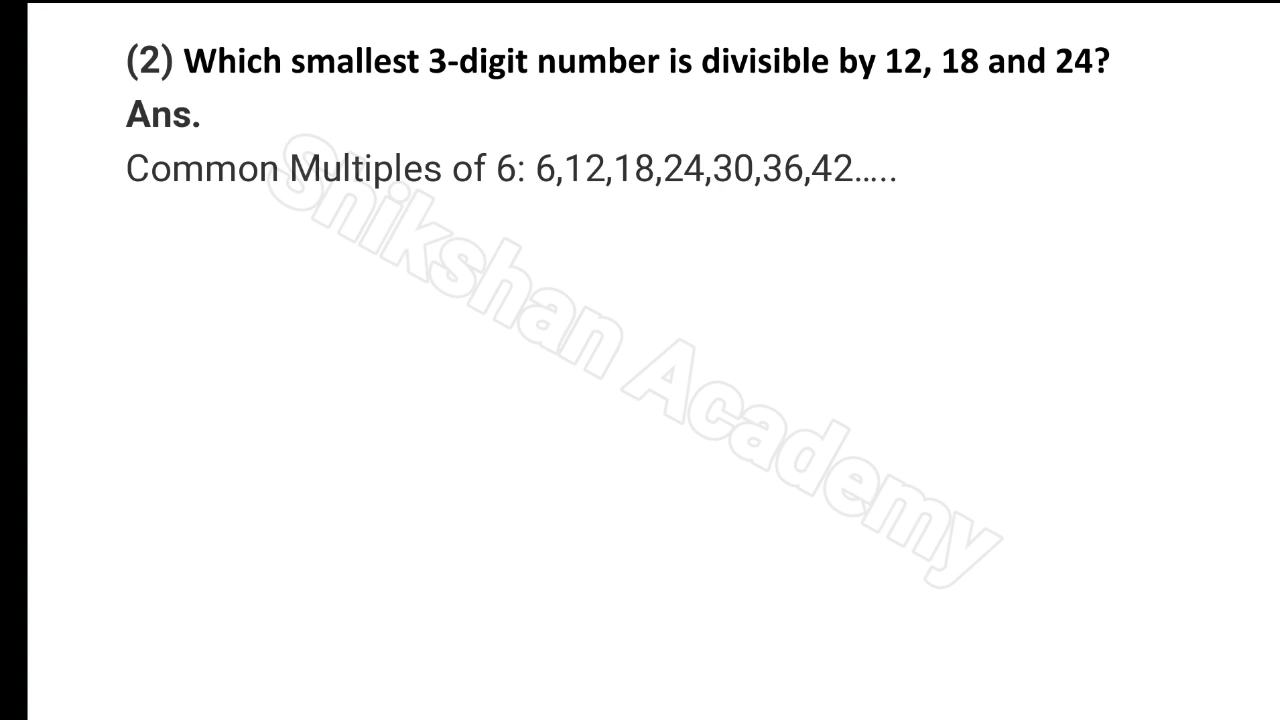 (2) Which smallest 3-digit number is divisible by 12, 18 and 24?
Ans.
Common Multiples of 6: 6,12,18,24,30,36,42.....
Snikshan Academy